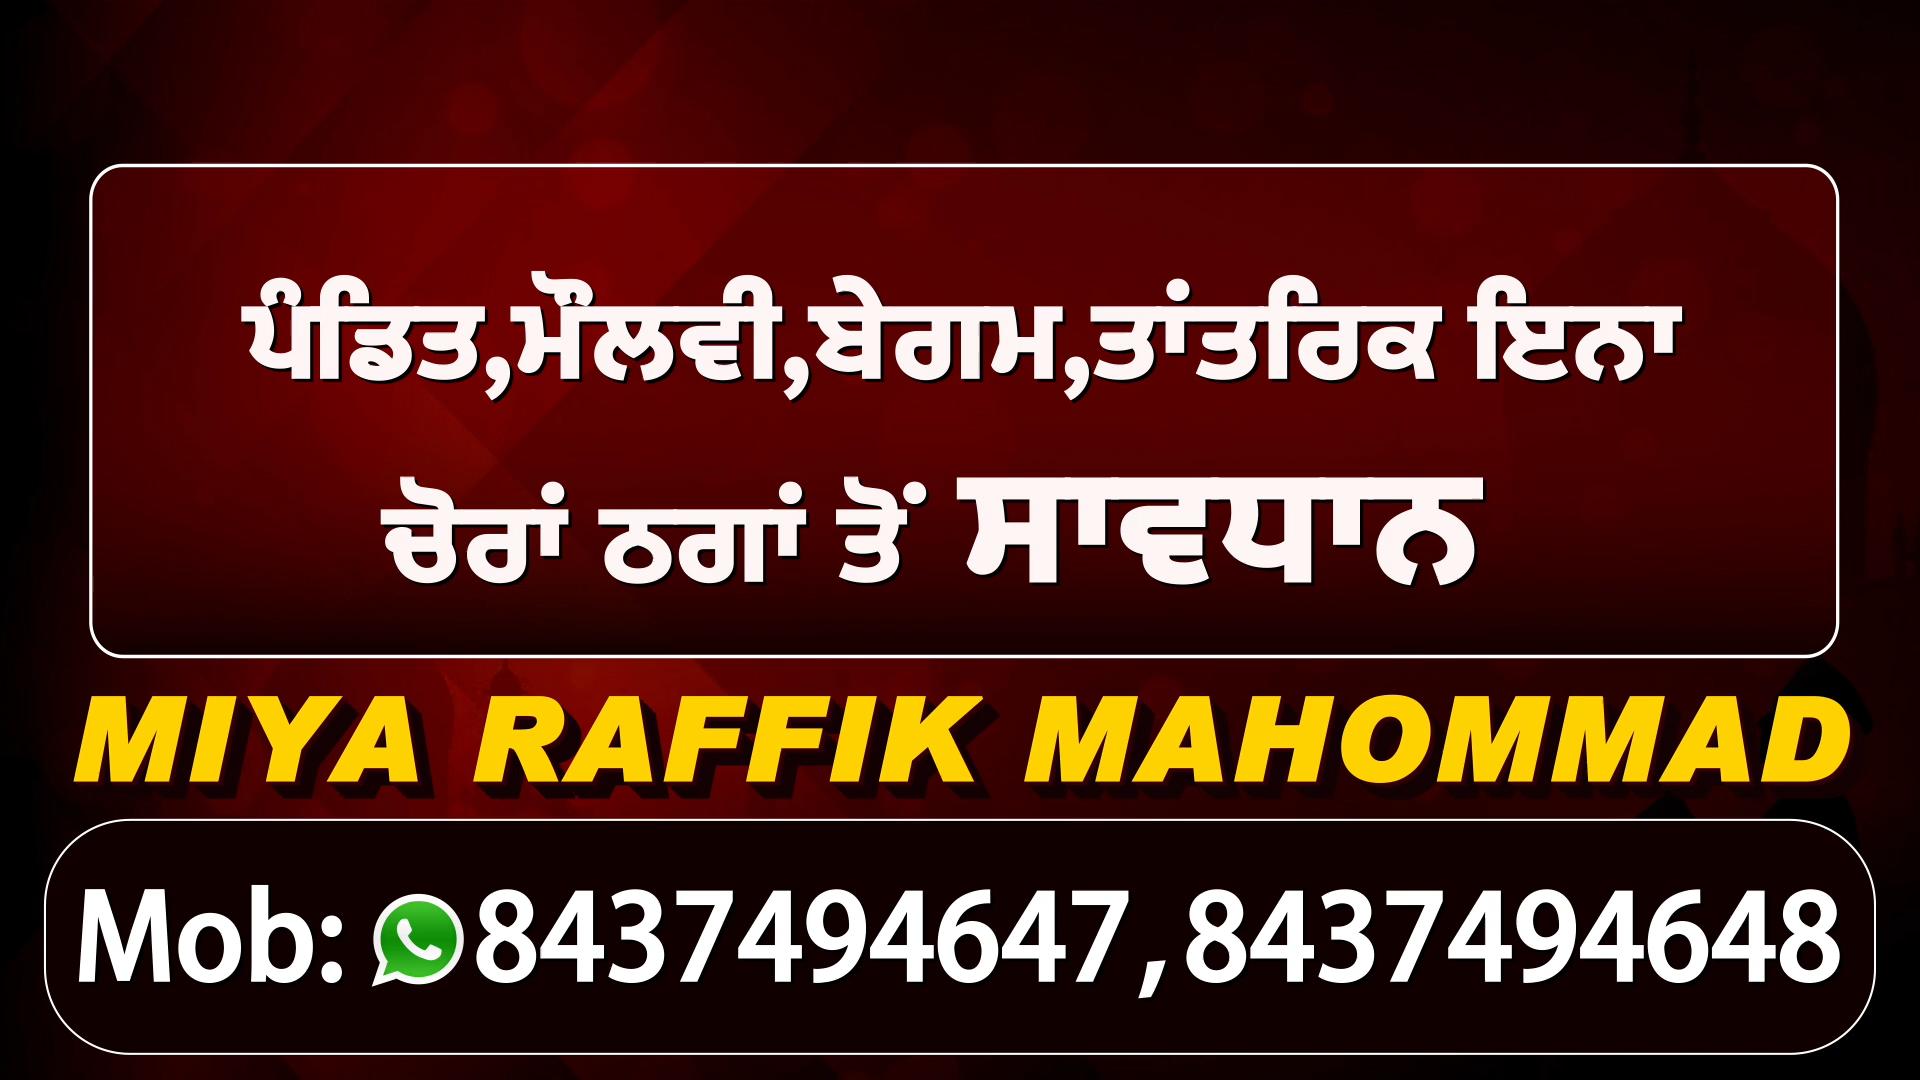 ਪੰਡਿਤ,ਮੌਲਵੀ,ਬੇਗਮ,ਤਾਂਤਰਿਕ ਇਨਾ
ਚੋਰਾਂ ਠਗਾਂ ਤੋਂ ਸਾਵਧਾਨ
MIYA RAFFIK MAHOMMAD
Mob: 8437494647, 8437494648